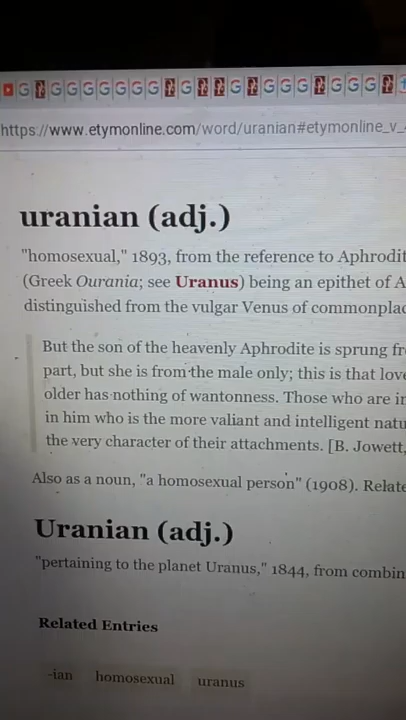 https://www.etymonline.com/word/uranian#etymonline_v_
uranian (adj.)
"homosexual," 1893, from the reference to Aphrodit
(Greek Ourania; see Uranus) being an epithet of A
distinguished from the vulgar Venus of commonplac
But the son of the heavenly Aphrodite is sprung fr
part, but she is from the male only; this is that love
older has nothing of wantonness. Those who are in
in him who is the more valiant and intelligent natu
the very character of their attachments. [B. Jowett,
Also as a noun, "a homosexual person" (1908). Relate
Uranian (adj.)
"pertaining to the planet Uranus," 1844, from combin
Related Entries
-ian homosexual uranus